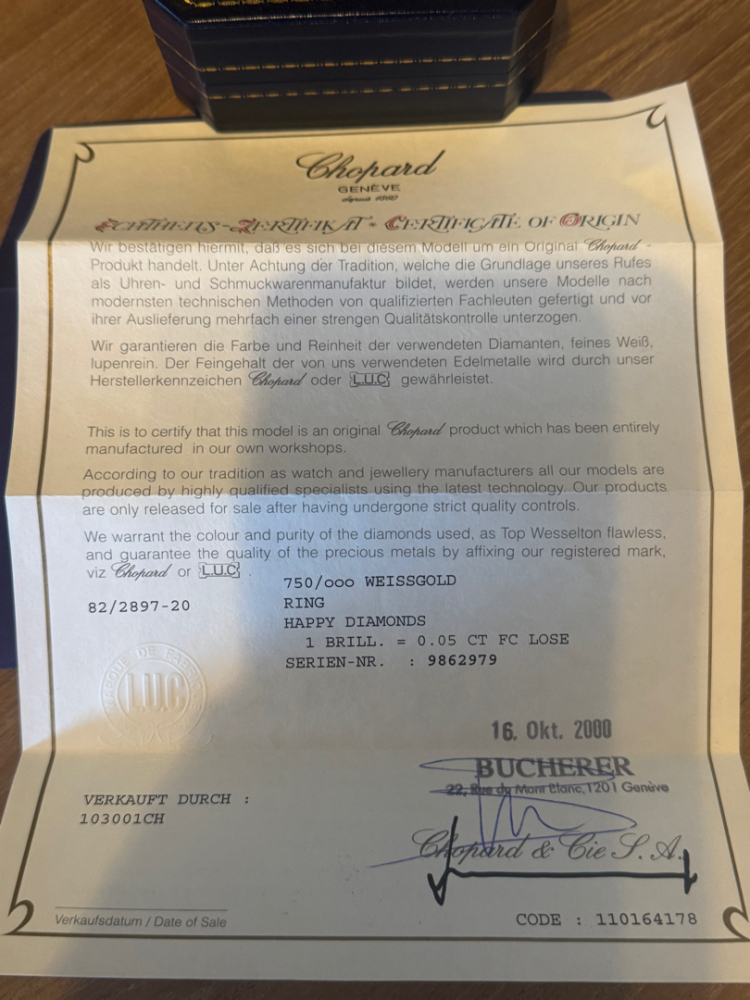 Chopard
GENÈVE
depuis 1860
ECHTHEITS-ZERTIFIKAT · CERTIFICATE OF ORIGIN
Wir bestätigen hiermit, daß es sich bei diesem Modell um ein Original Chopard -
Produkt handelt. Unter Achtung der Tradition, welche die Grundlage unseres Rufes
als Uhren- und Schmuckwarenmanufaktur bildet, werden unsere Modelle nach
modernsten technischen Methoden von qualifizierten Fachleuten gefertigt und vor
ihrer Auslieferung mehrfach einer strengen Qualitätskontrolle unterzogen.
Wir garantieren die Farbe und Reinheit der verwendeten Diamanten, feines Weiß,
lupenrein. Der Feingehalt der von uns verwendeten Edelmetalle wird durch unser
Herstellerkennzeichen Chopard oder L.U.C gewährleistet.
This is to certify that this model is an original Chopard product which has been entirely
manufactured in our own workshops.
According to our tradition as watch and jewellery manufacturers all our models are
produced by highly qualified specialists using the latest technology. Our products
are only released for sale after having undergone strict quality controls.
We warrant the colour and purity of the diamonds used, as Top Wesselton flawless,
and guarantee the quality of the precious metals by affixing our registered mark,
viz Chopard or L.U.C .
750/ooo WEISSGOLD
82/2897-20 RING
HAPPY DIAMONDS
1 BRILL. = 0.05 CT FC LOSE
SERIEN-NR. : 9862979
MARQUE DE FABRIQUE
L.U.C
16. Okt. 2000
BUCHERER
22, Rue du Mont Blanc, 1201 Genève
VERKAUFT DURCH :
103001CH
Chopard & Cie S.A.
Verkaufsdatum / Date of Sale
CODE : 110164178